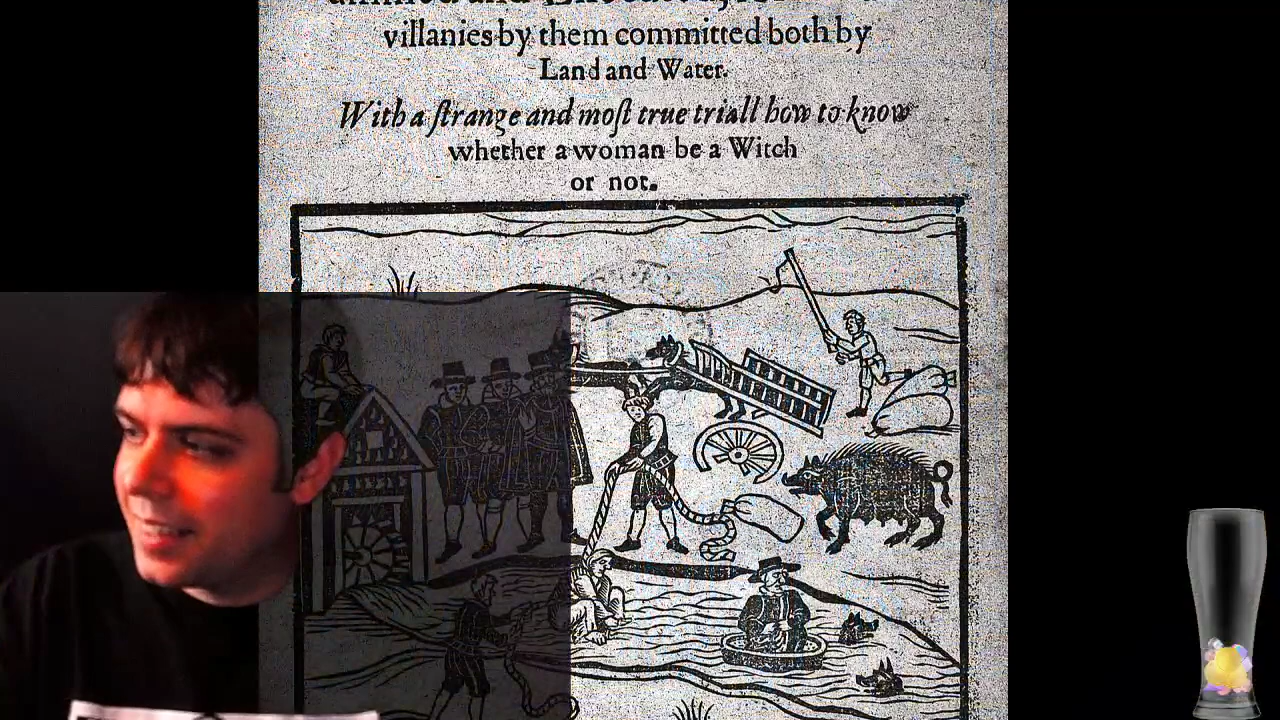 villanies by them committed both by
Land and Water.
With a ſtrange and moſt true triall how to know
whether a woman be a Witch
or not.